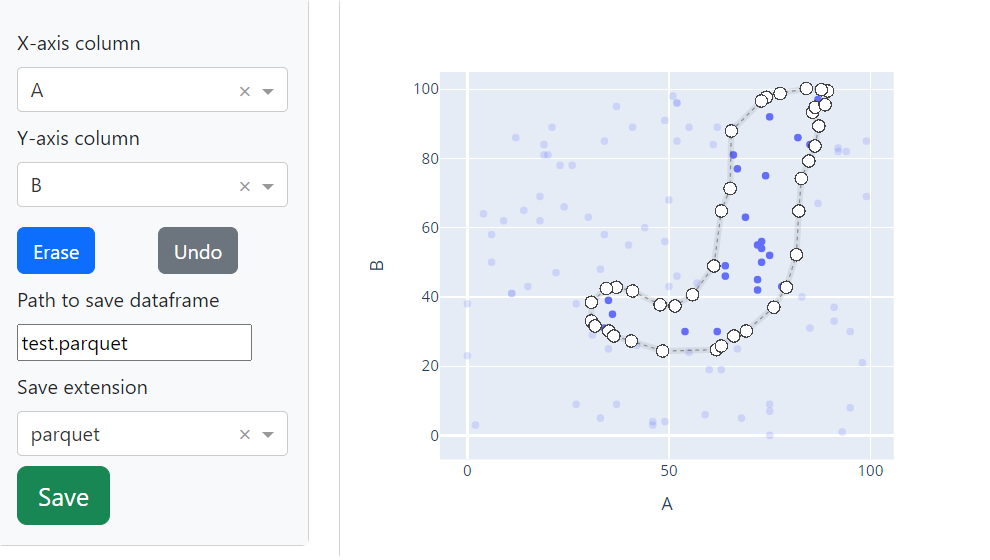 X-axis column
A
Y-axis column
B
Erase Undo
Path to save dataframe
test.parquet
Save extension
parquet
Save
100
80
60
40
20
0
B
0 50 100
A